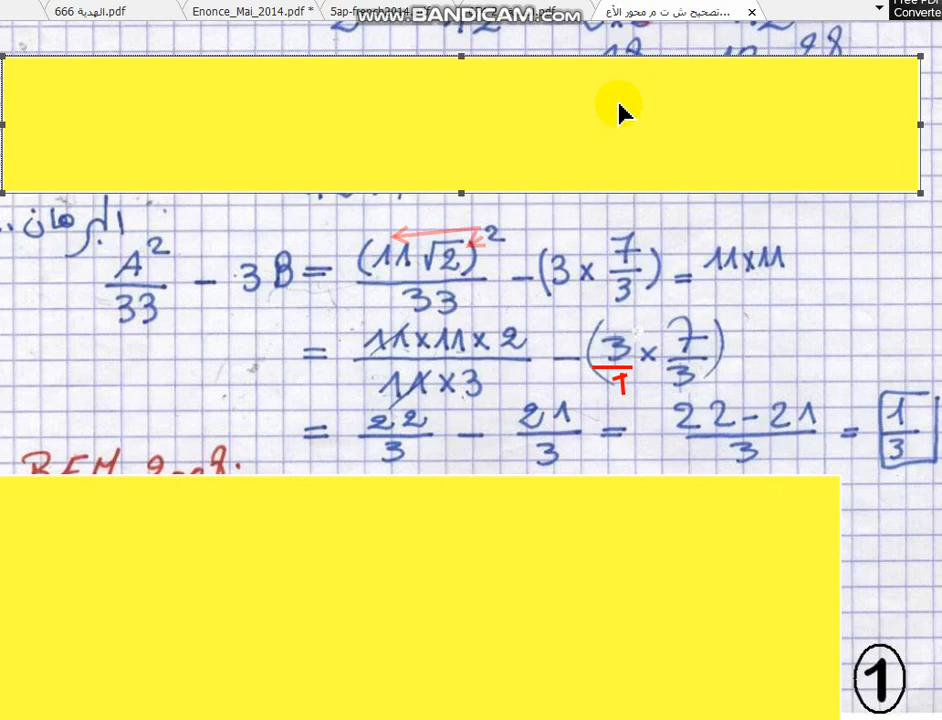 666 الهدية.pdf
Enonce_Mai_2014.pdf *
www.BANDICAM.com
تصحيح ش ت م محور الأع...
Free PDF
Converte
البرهان..
A²/33 - 3B = (11√2)²/33 - (3 × 7/3) = 11×11
= 11×11×2/11×3 - (3/1 × 7/3)
= 22/3 - 21/3 = 22-21/3 = 1/3
BEM
1